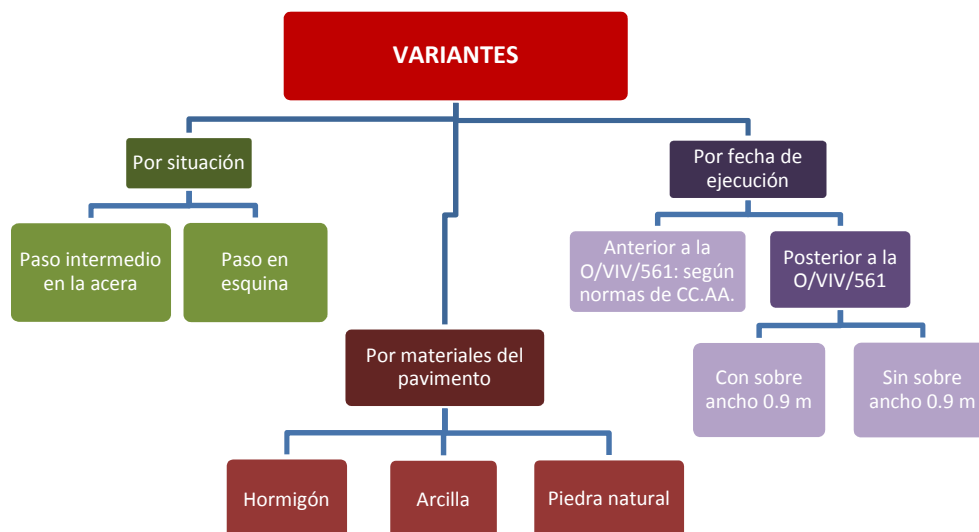 VARIANTES
Por situación
Por fecha de
ejecución
Paso intermedio
en la acera
Paso en
esquina
Anterior a la
O/VIV/561: según
normas de CC.AA.
Posterior a la
O/VIV/561
Por materiales del
pavimento
Con sobre
ancho 0.9 m
Sin sobre
ancho 0.9 m
Hormigón
Arcilla
Piedra natural